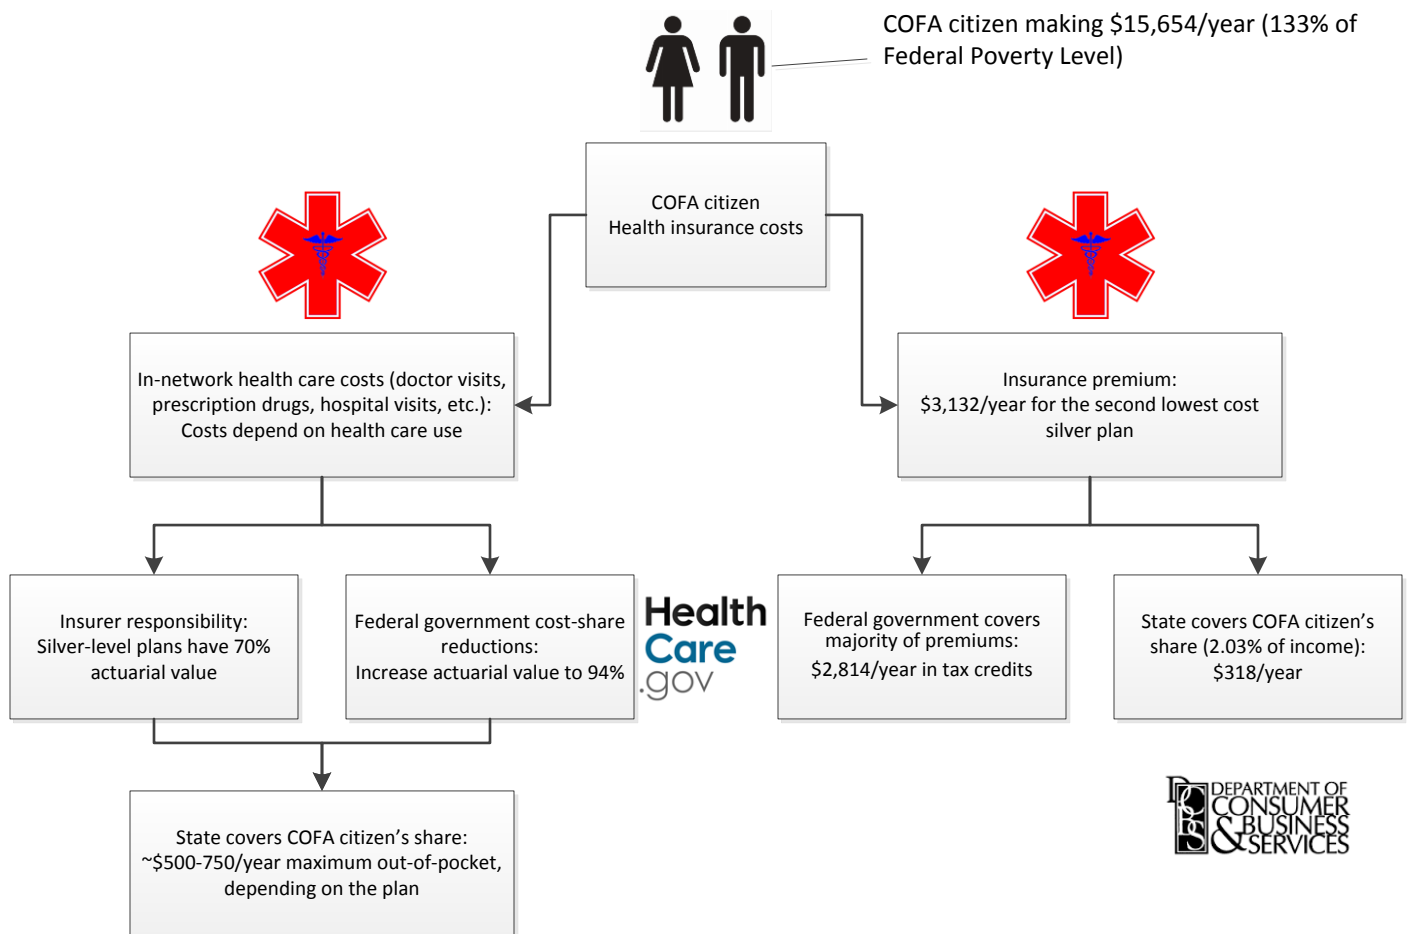 COFA citizen making $15,654/year (133% of
Federal Poverty Level)
COFA citizen
Health insurance costs
In-network health care costs (doctor visits,
prescription drugs, hospital visits, etc.):
Costs depend on health care use
Insurance premium:
$3,132/year for the second lowest cost
silver plan
Insurer responsibility:
Silver-level plans have 70%
actuarial value
Federal government cost-share
reductions:
Increase actuarial value to 94%
Health
Care
.gov
Federal government covers
majority of premiums:
$2,814/year in tax credits
State covers COFA citizen’s
share (2.03% of income):
$318/year
State covers COFA citizen’s share:
~$500-750/year maximum out-of-pocket,
depending on the plan
DCBS
DEPARTMENT OF
CONSUMER
& BUSINESS
SERVICES